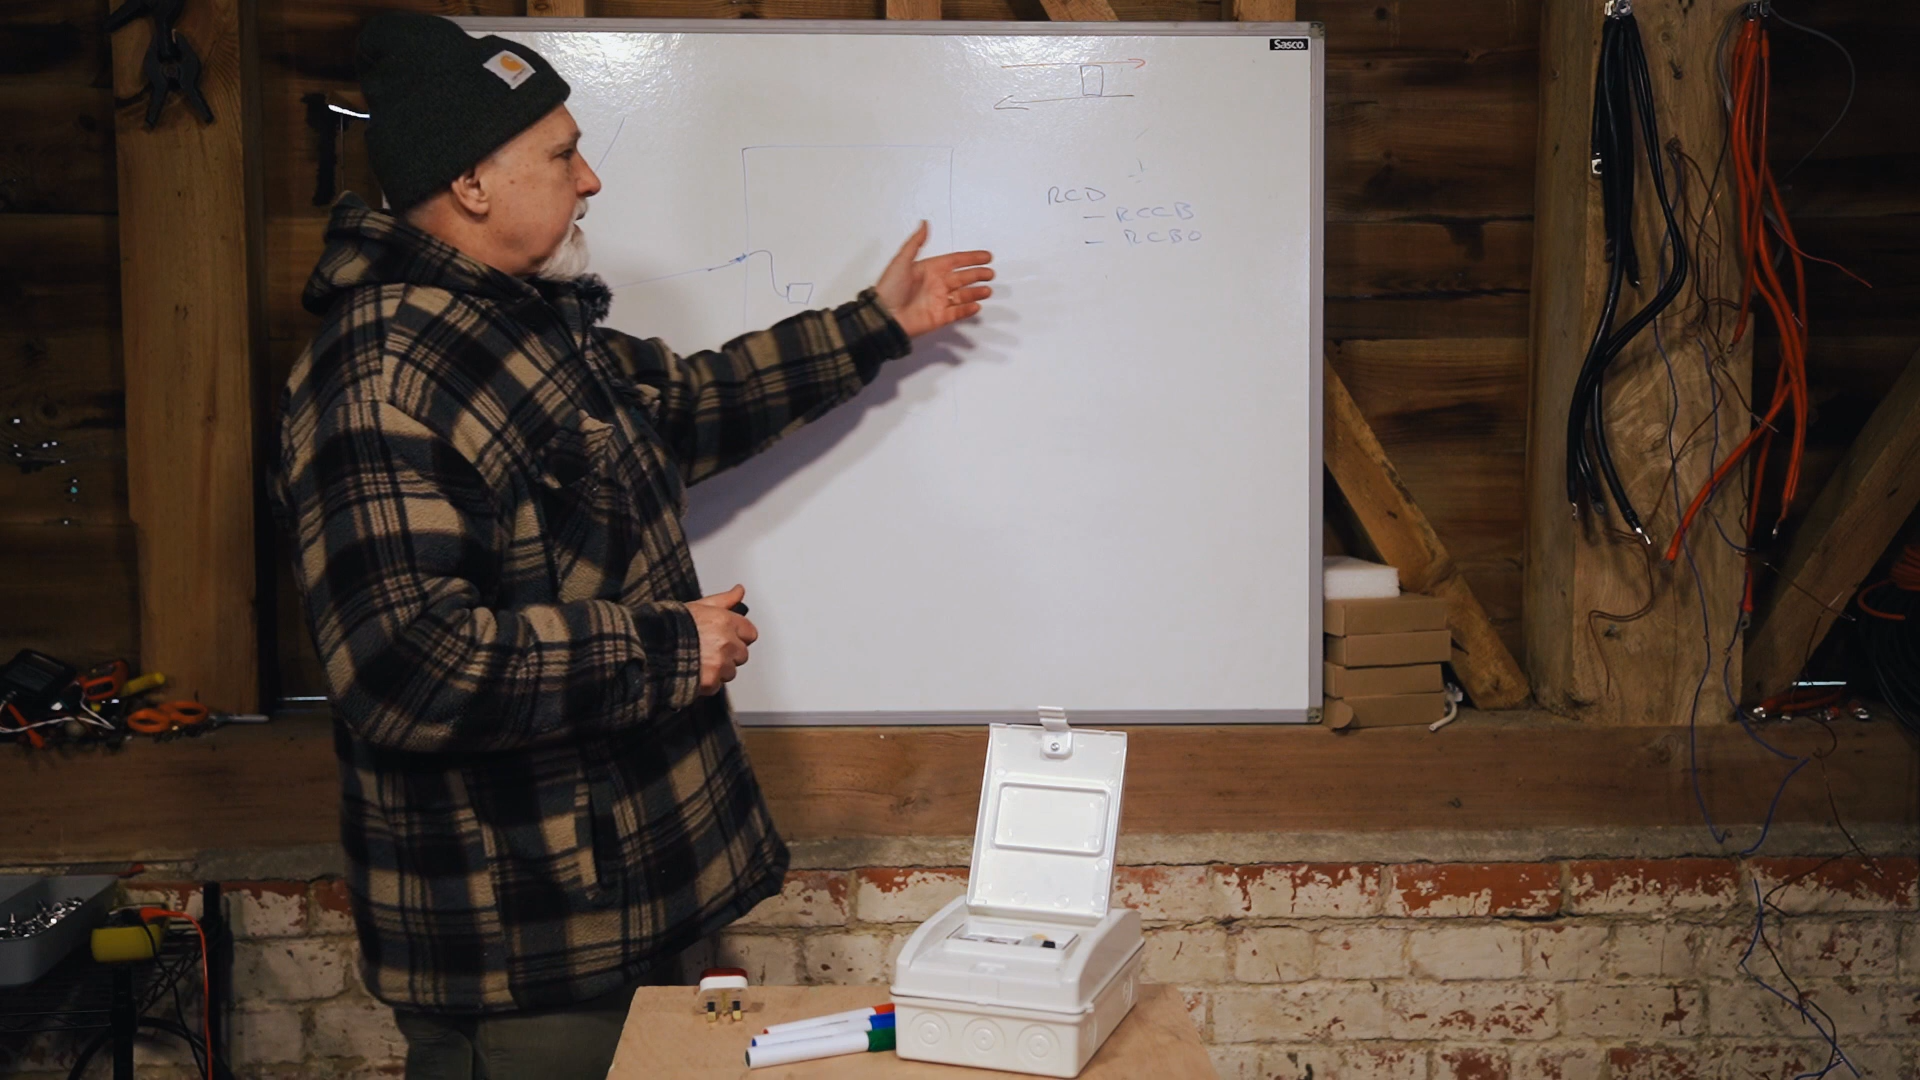 Sasco.
RCD
- RCCB
- RCBO